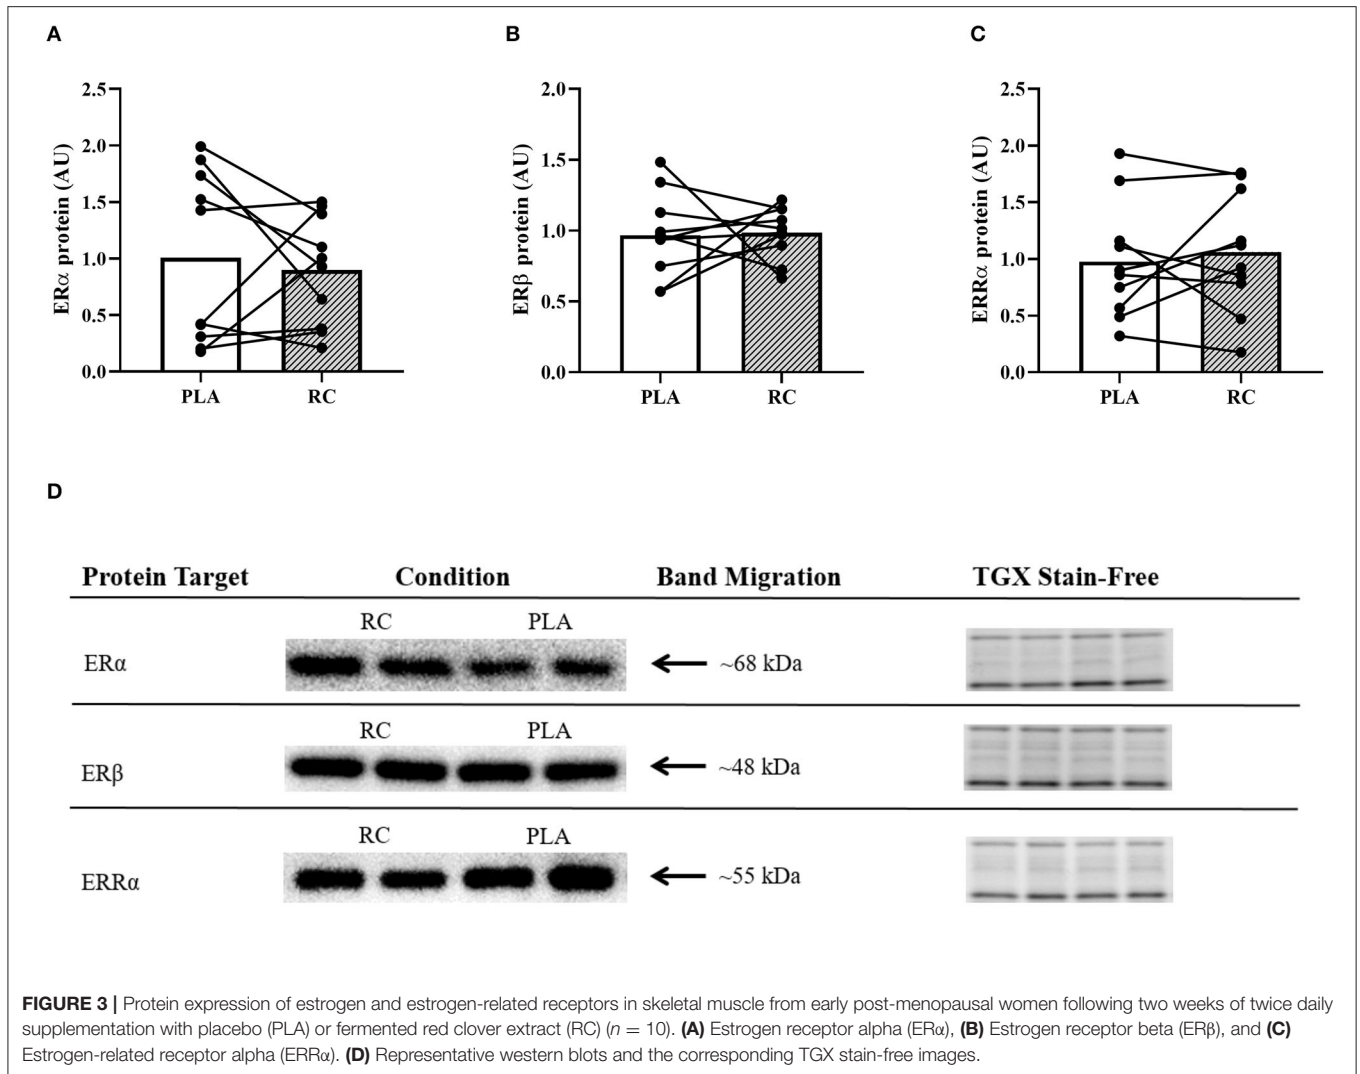 A
B
C
ERα protein (AU)
2.5
2.0
1.5
1.0
0.5
0.0
PLA
RC
ERβ protein (AU)
2.0
1.5
1.0
0.5
0.0
PLA
RC
ERRα protein (AU)
2.5
2.0
1.5
1.0
0.5
0.0
PLA
RC
D
Protein Target Condition Band Migration TGX Stain-Free
RC PLA
ERα ~68 kDa
RC PLA
ERβ ~48 kDa
RC PLA
ERRα ~55 kDa
FIGURE 3 | Protein expression of estrogen and estrogen-related receptors in skeletal muscle from early post-menopausal women following two weeks of twice daily
supplementation with placebo (PLA) or fermented red clover extract (RC) (n = 10). (A) Estrogen receptor alpha (ERα), (B) Estrogen receptor beta (ERβ), and (C)
Estrogen-related receptor alpha (ERRα). (D) Representative western blots and the corresponding TGX stain-free images.